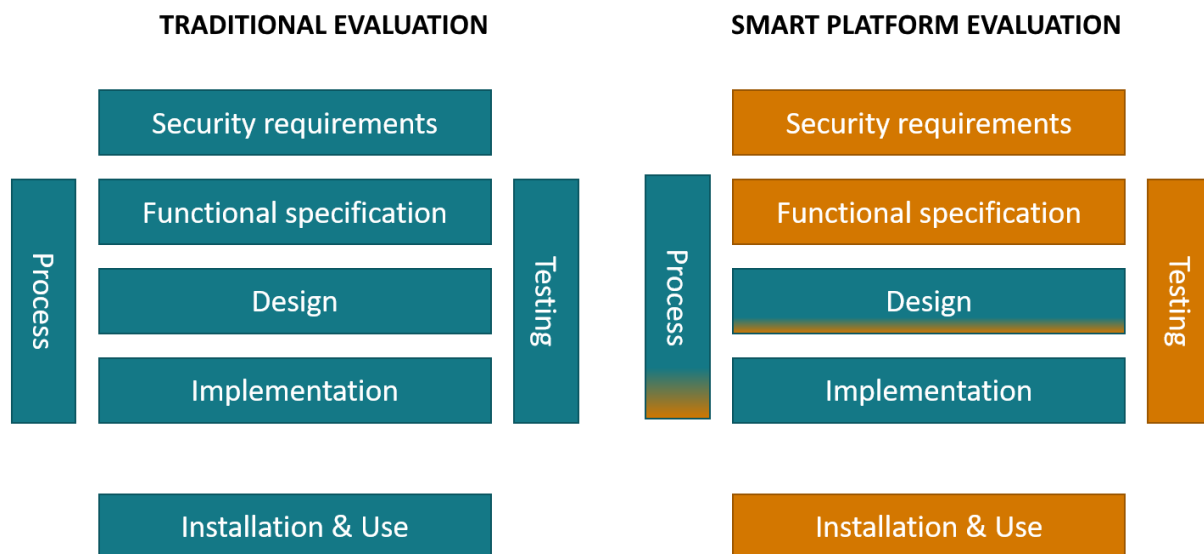 TRADITIONAL EVALUATION
Security requirements
Process
Functional specification
Design
Implementation
Testing
Installation & Use
SMART PLATFORM EVALUATION
Security requirements
Process
Functional specification
Design
Implementation
Testing
Installation & Use